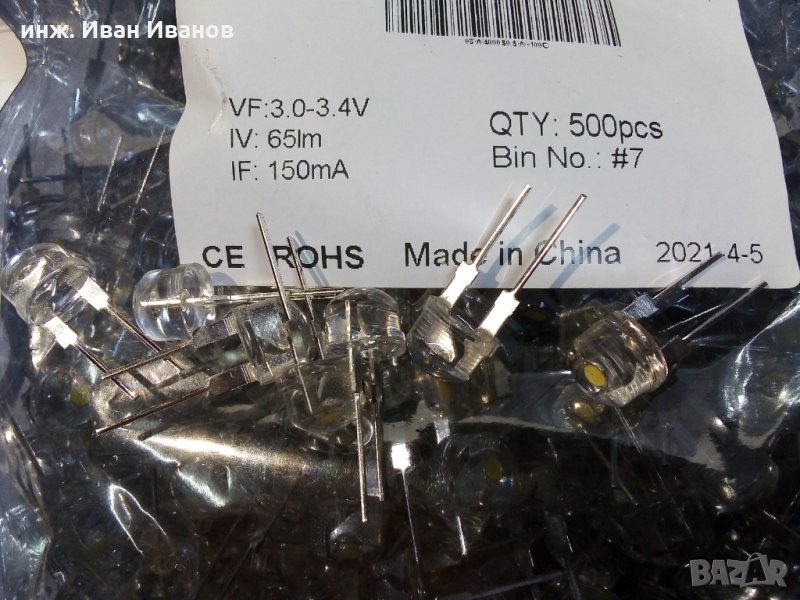 инж. Иван Иванов
VF:3.0-3.4V
IV: 65lm
IF: 150mA
QTY: 500pcs
Bin No.: #7
CE ROHS Made in China 2021 4-5
BAZAR